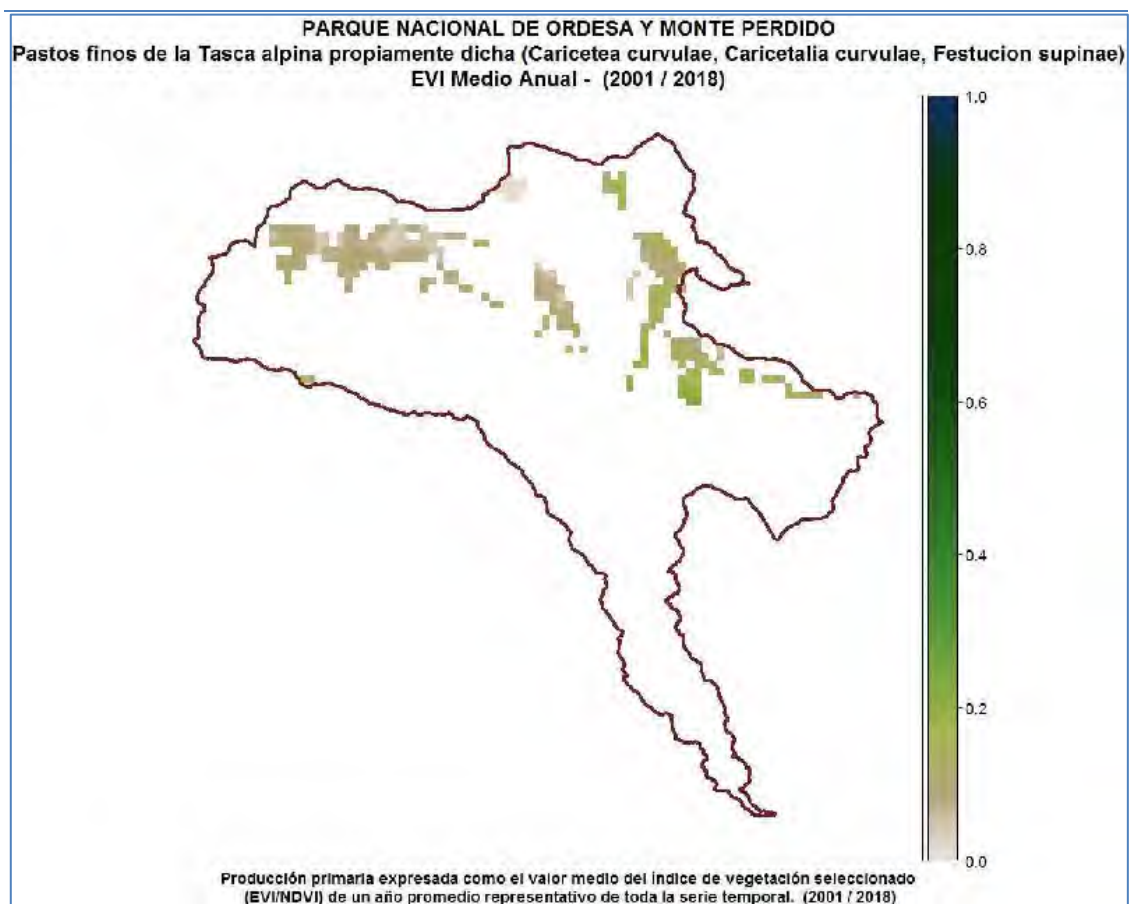 PARQUE NACIONAL DE ORDESA Y MONTE PERDIDO
Pastos finos de la Tasca alpina propiamente dicha (Caricetea curvulae, Caricetalia curvulae, Festucion supinae)
EVI Medio Anual - (2001 / 2018)
1.0
0.8
0.6
0.4
0.2
0.0
Producción primaria expresada como el valor medio del índice de vegetación seleccionado
(EVI/NDVI) de un año promedio representativo de toda la serie temporal. (2001 / 2018)